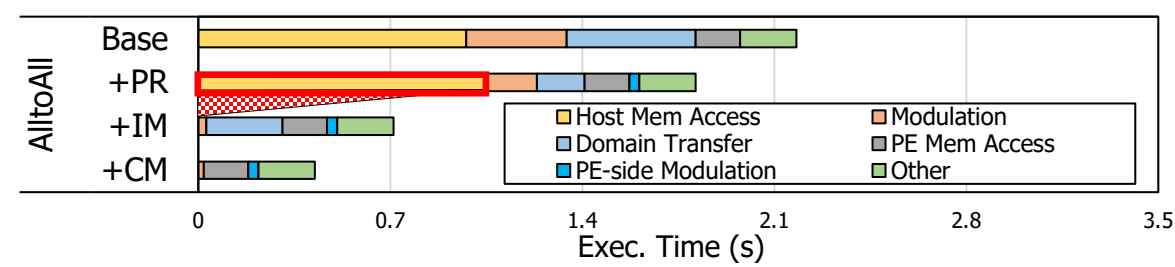 AlltoAll
Base
+PR
+IM
+CM
Host Mem Access
Modulation
Domain Transfer
PE Mem Access
PE-side Modulation
Other
0 0.7 1.4 2.1 2.8 3.5
Exec. Time (s)